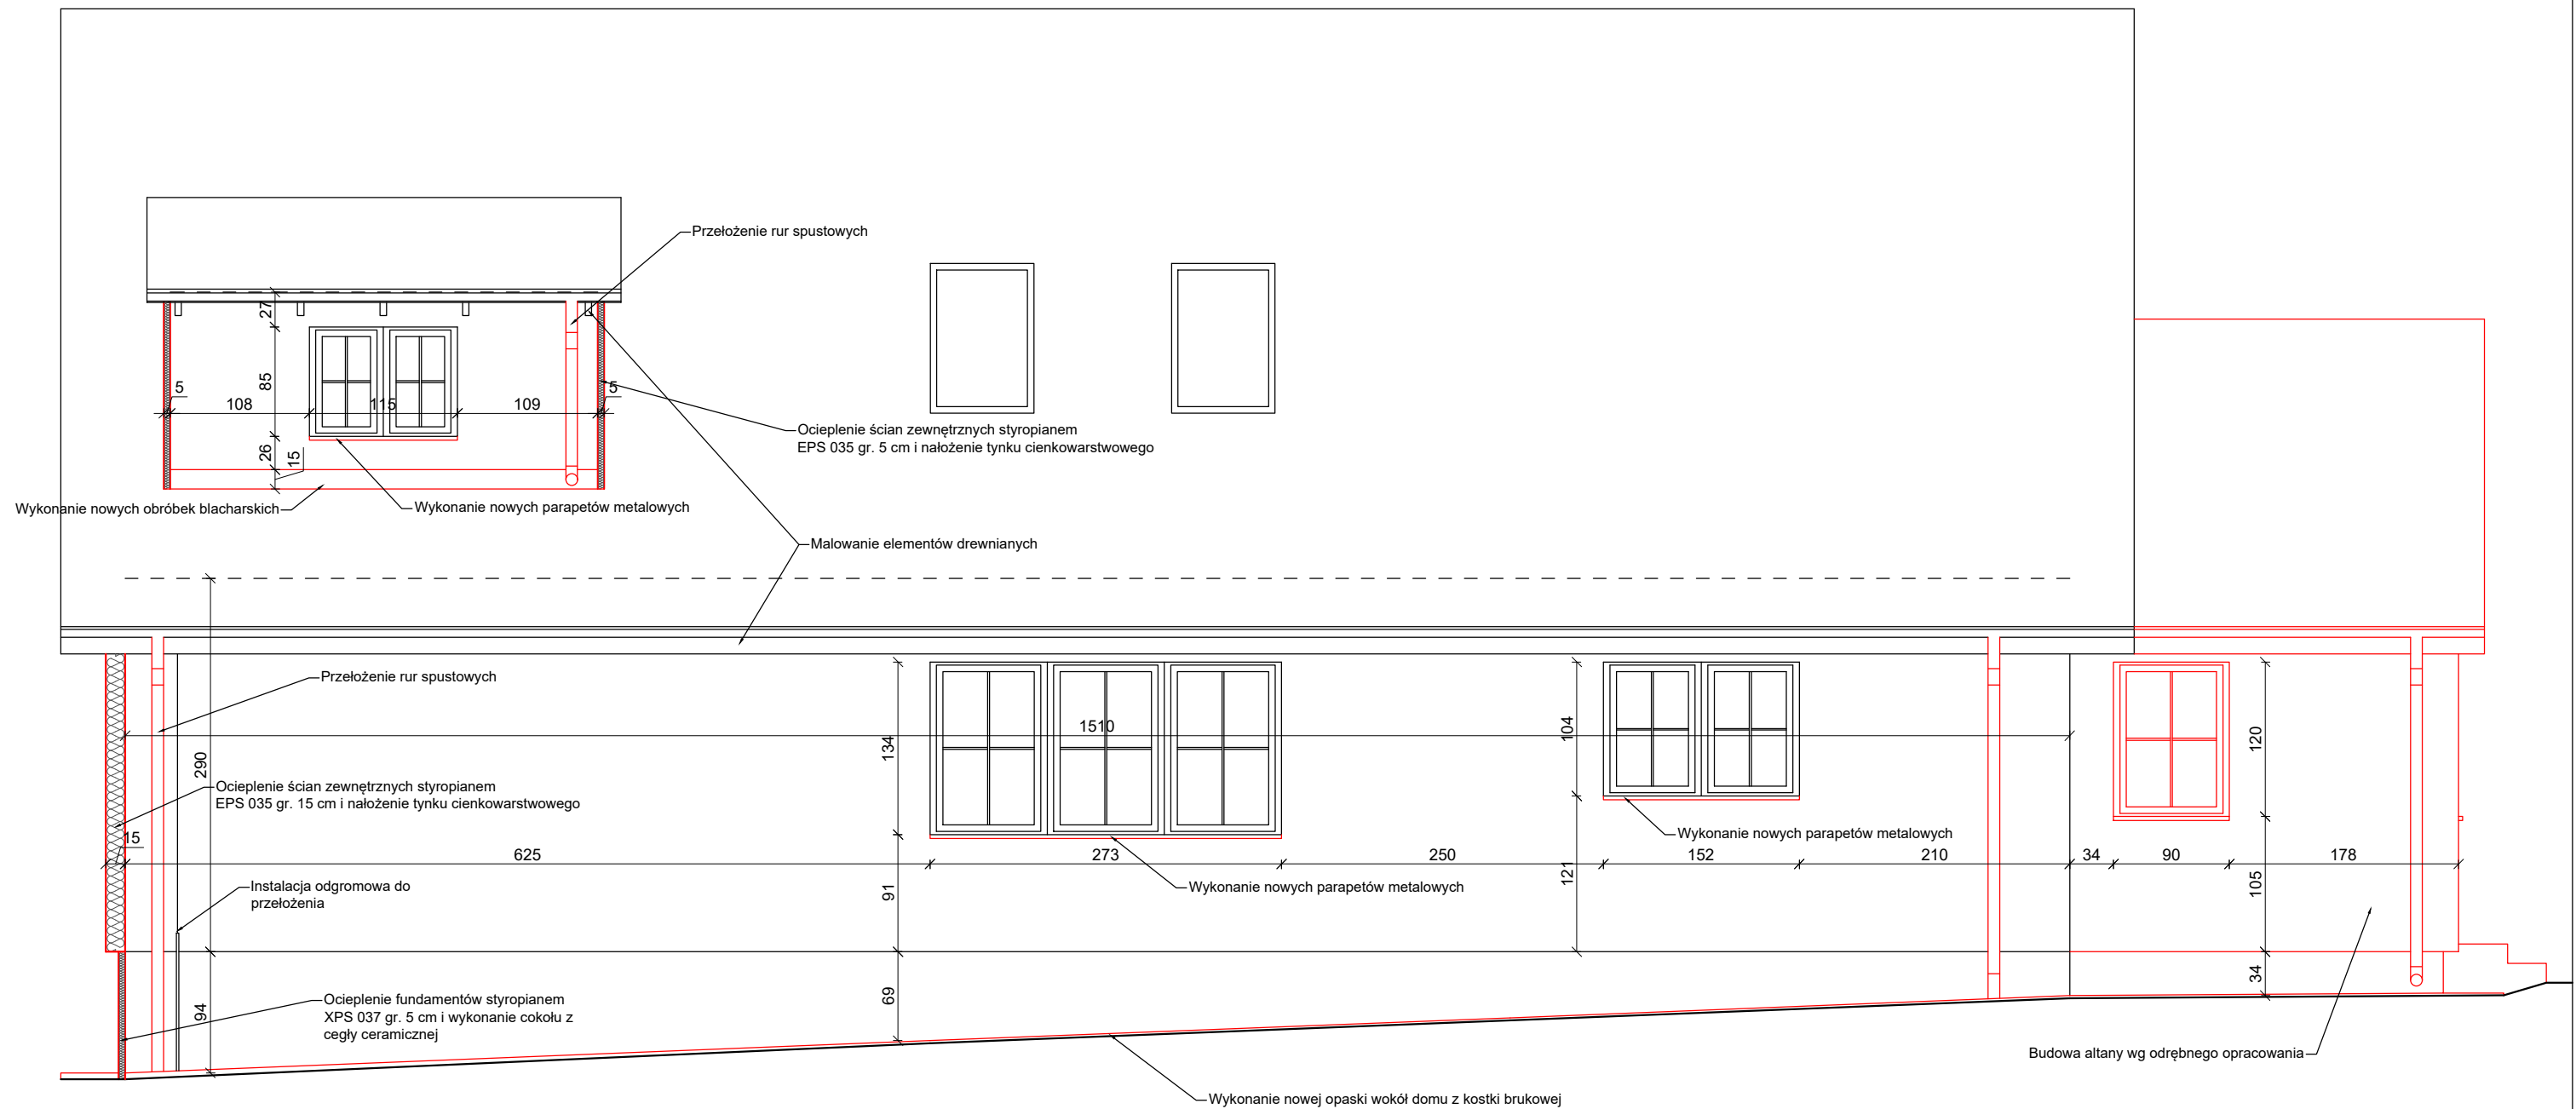 Przełożenie rur spustowych
27
85
5
108
115
109
5
26
15
Ocieplenie ścian zewnętrznych styropianem
EPS 035 gr. 5 cm i nałożenie tynku cienkowarstwowego
Wykonanie nowych obróbek blacharskich
Wykonanie nowych parapetów metalowych
Malowanie elementów drewnianych
Przełożenie rur spustowych
290
134
1510
104
120
Ocieplenie ścian zewnętrznych styropianem
EPS 035 gr. 15 cm i nałożenie tynku cienkowarstwowego
15
Wykonanie nowych parapetów metalowych
625
273
250
152
210
34
90
178
Instalacja odgromowa do
przełożenia
91
Wykonanie nowych parapetów metalowych
121
105
Ocieplenie fundamentów styropianem
XPS 037 gr. 5 cm i wykonanie cokołu z
cegły ceramicznej
94
69
34
Budowa altany wg odrębnego opracowania
Wykonanie nowej opaski wokół domu z kostki brukowej